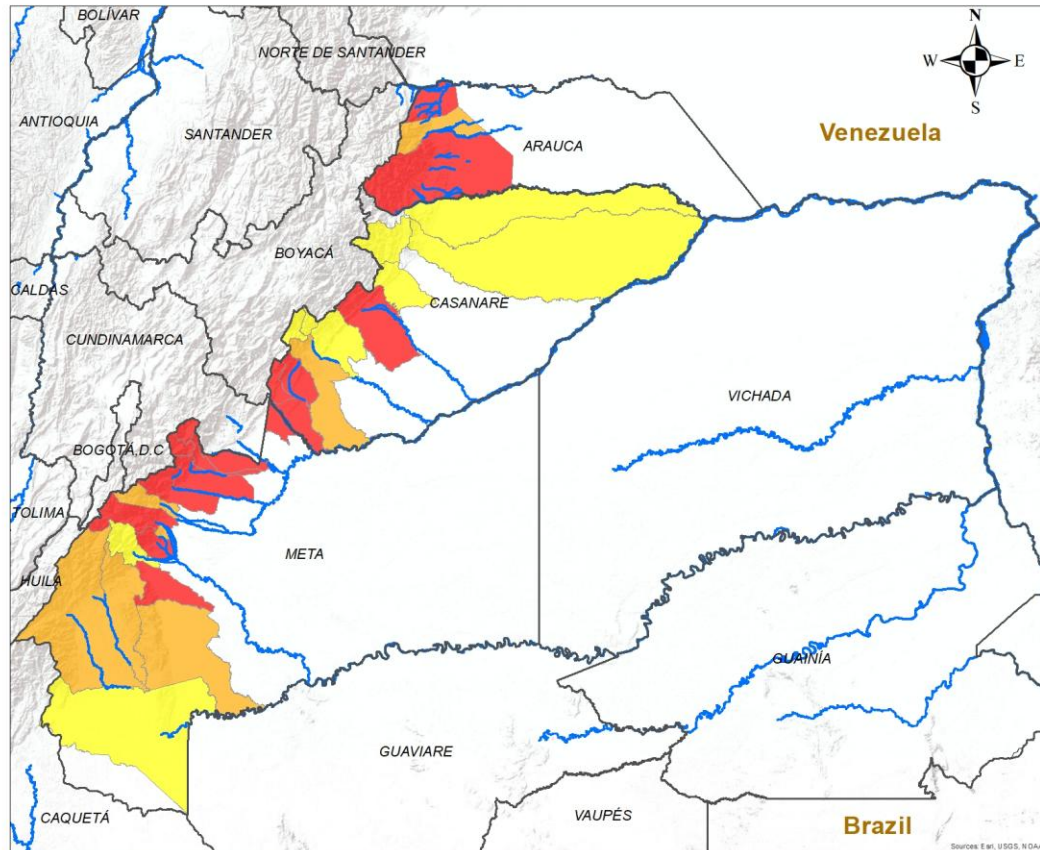 BOLÍVAR
NORTE DE SANTANDER
N
W
E
S
ANTIOQUIA
SANTANDER
ARAUCA
Venezuela
BOYACÁ
CALDAS
CASANARE
CUNDINAMARCA
VICHADA
BOGOTÁ,D.C
TOLIMA
META
HUILA
GUAINÍA
GUAVIARE
CAQUETÁ
VAUPÉS
Brazil
Sources: Esri, USGS, NOAA